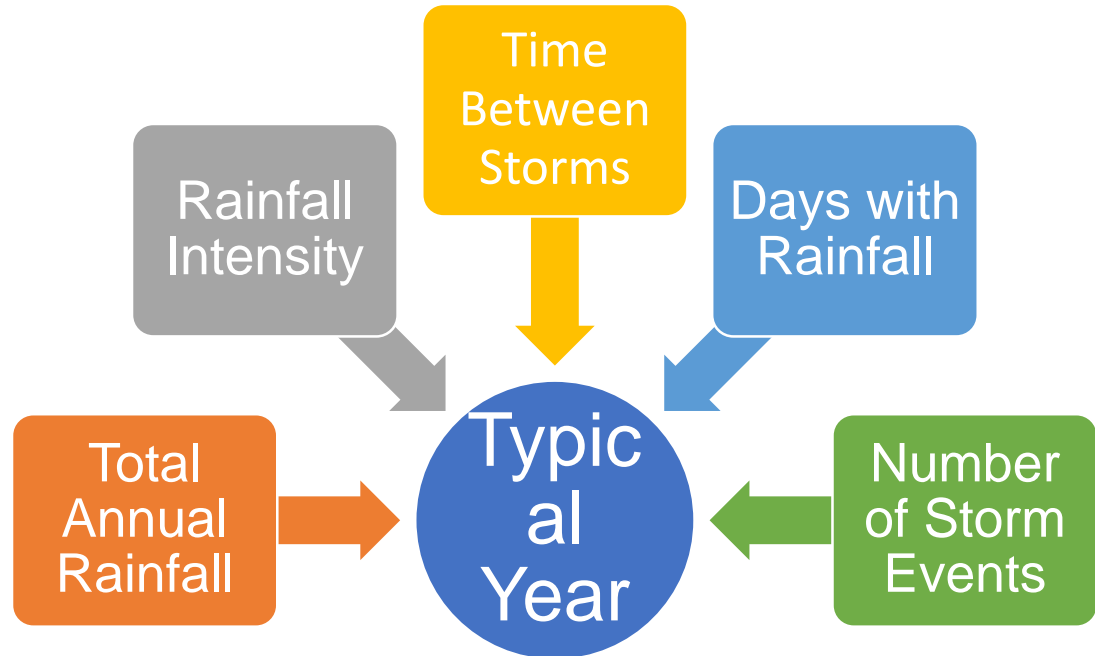 Time
Between
Storms
Rainfall
Intensity
Days with
Rainfall
Total
Annual
Rainfall
Typic
al
Year
Number
of Storm
Events